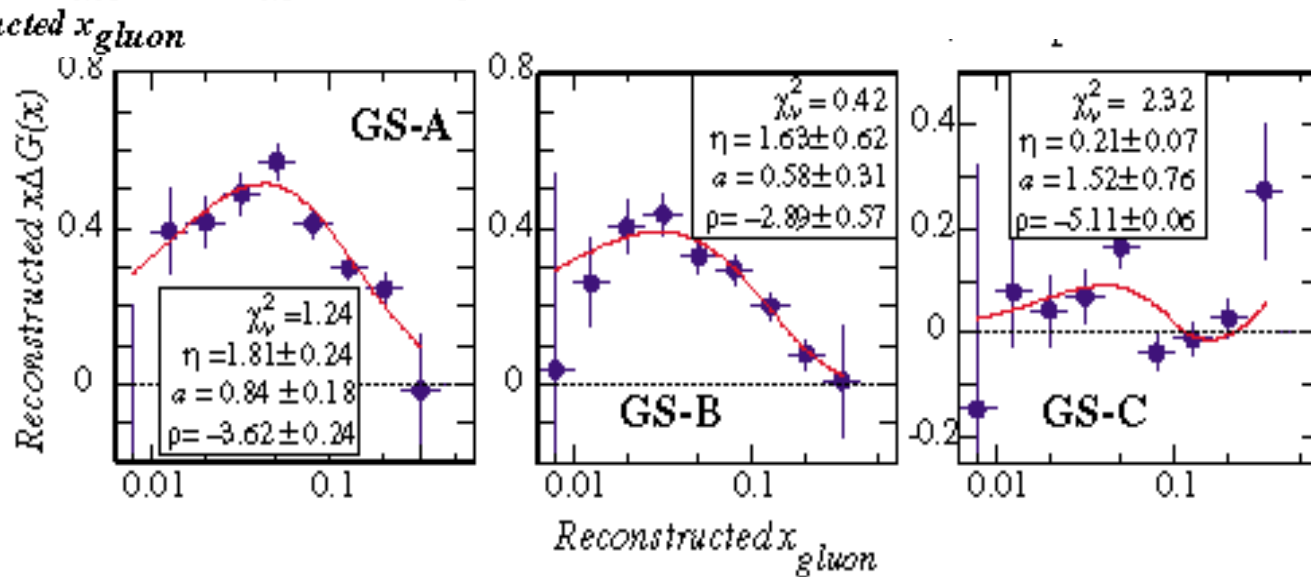 ucted x gluon
Reconstructed xΔG(x)
0.8
0.4
0
GS-A
χ²ν =1.24
η =1.81±0.24
a = 0.84 ±0.18
ρ= –3.62±0.24
0.01 0.1
0.8
0.4
0
χ²ν = 0.42
η = 1.63±0.62
a = 0.58±0.31
ρ= –2.89±0.57
GS-B
0.01 0.1
0.4
0.2
0
-0.2
χ²ν = 2.32
η = 0.21±0.07
a = 1.52±0.76
ρ= –5.11±0.06
GS-C
0.01 0.1
Reconstructed x gluon